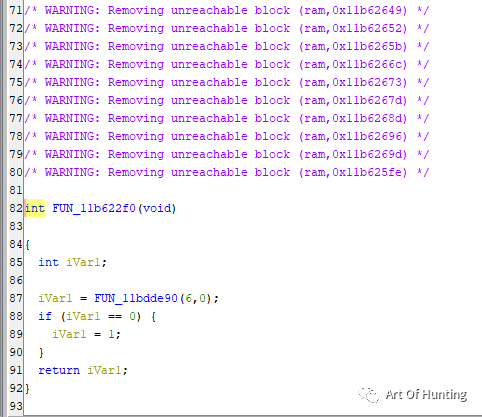 71 /* WARNING: Removing unreachable block (ram,0x11b62649) */
72 /* WARNING: Removing unreachable block (ram,0x11b62652) */
73 /* WARNING: Removing unreachable block (ram,0x11b6265b) */
74 /* WARNING: Removing unreachable block (ram,0x11b6266c) */
75 /* WARNING: Removing unreachable block (ram,0x11b62673) */
76 /* WARNING: Removing unreachable block (ram,0x11b6267d) */
77 /* WARNING: Removing unreachable block (ram,0x11b6268d) */
78 /* WARNING: Removing unreachable block (ram,0x11b62696) */
79 /* WARNING: Removing unreachable block (ram,0x11b6269d) */
80 /* WARNING: Removing unreachable block (ram,0x11b625fe) */
81
82 int FUN_11b622f0(void)
83
84 {
85   int iVar1;
86
87   iVar1 = FUN_11bdde90(6,0);
88   if (iVar1 == 0) {
89     iVar1 = 1;
90   }
91   return iVar1;
92 }
93
Art Of Hunting